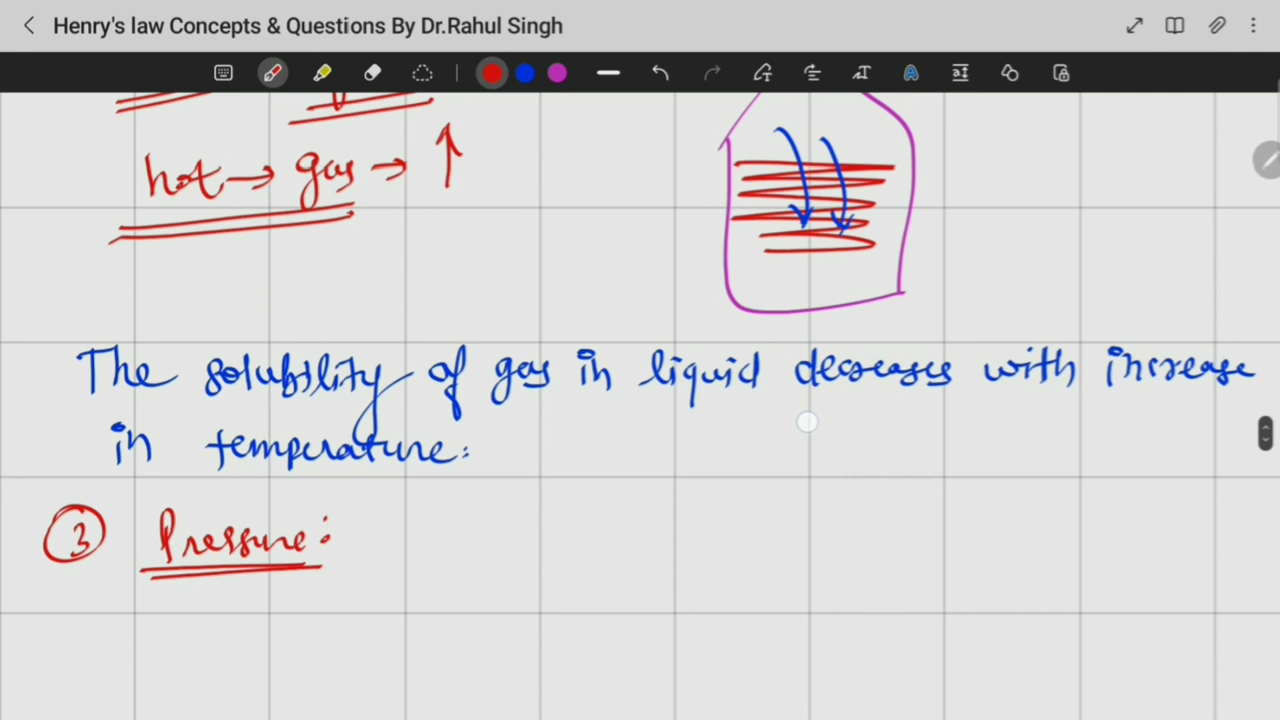 Henry's law Concepts & Questions By Dr.Rahul Singh
hot → gas → ↑
The solubility of gas in liquid decreases with increase
in temperature.
③ Pressure: